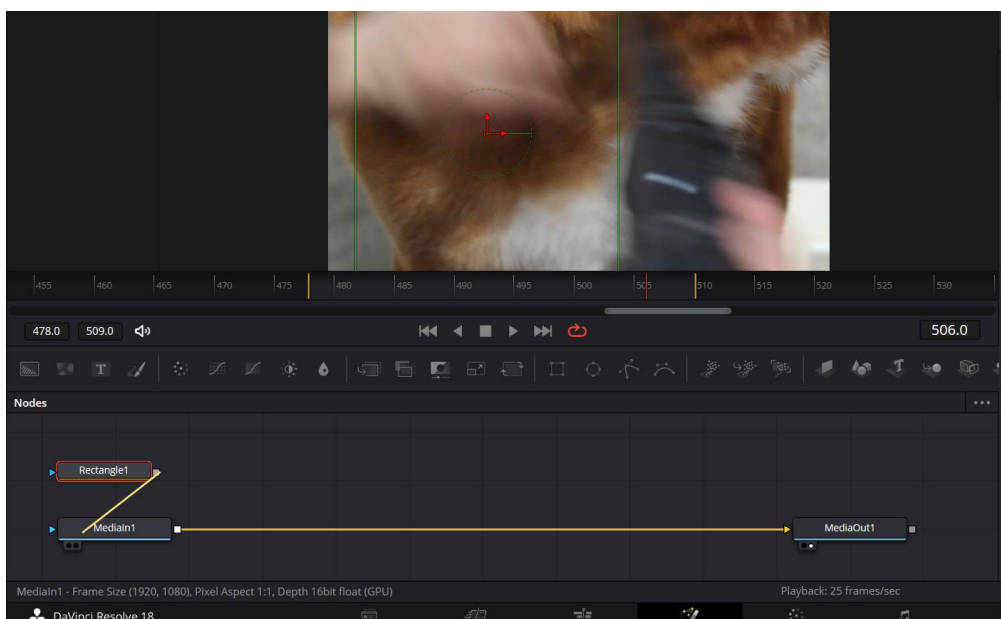 455 460 465 470 475 480 485 490 495 500 505 510 515 520 525 530
478.0 509.0 506.0
T T
Nodes
Rectangle1
MediaIn1 MediaOut1
MediaIn1 - Frame Size (1920, 1080), Pixel Aspect 1:1, Depth 16bit float (GPU) Playback: 25 frames/sec
DaVinci Resolve 18